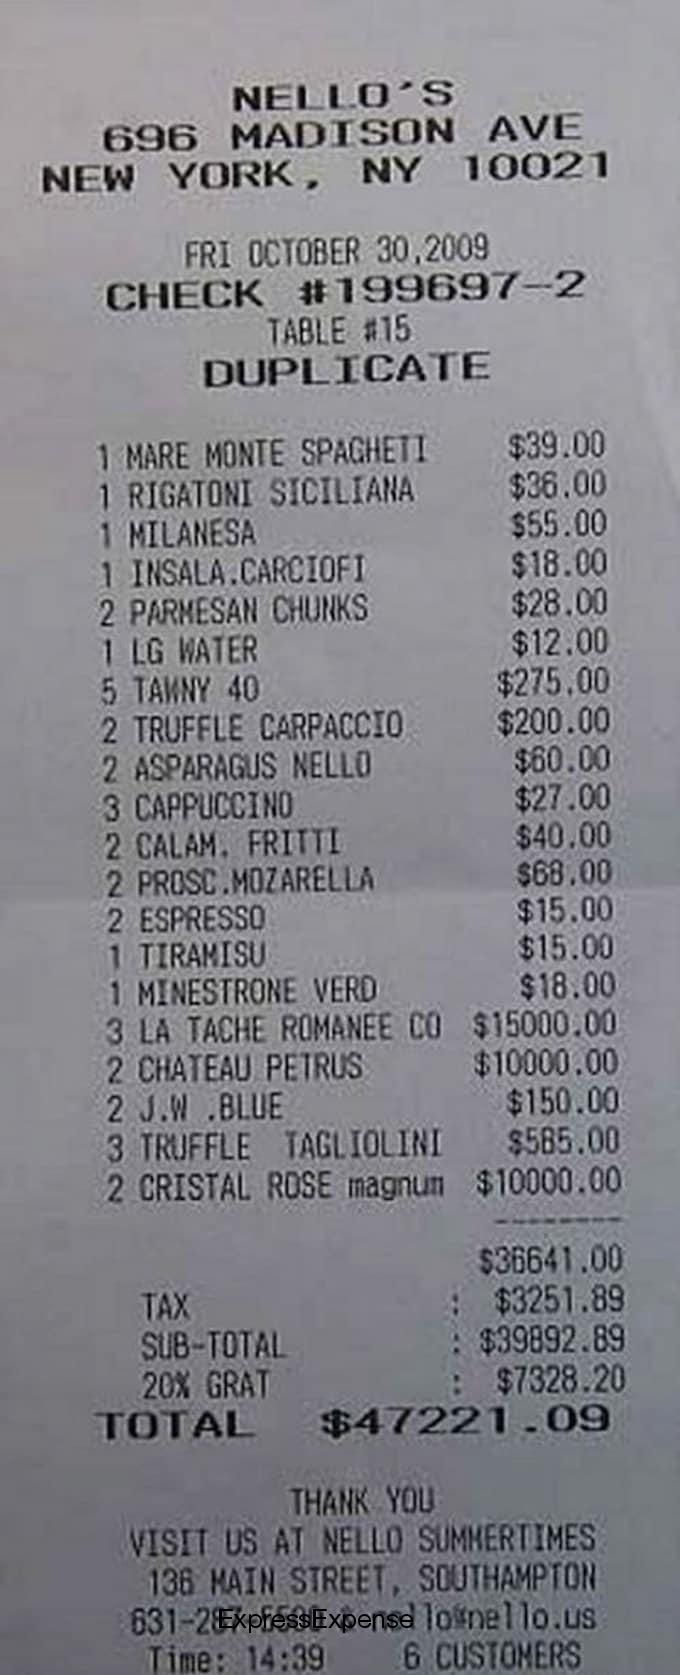 NELLO'S
696 MADISON AVE
NEW YORK, NY 10021
FRI OCTOBER 30,2009
CHECK #199697-2
TABLE #15
DUPLICATE
1 MARE MONTE SPAGHETI $39.00
1 RIGATONI SICILIANA $36.00
1 MILANESA $55.00
1 INSALA.CARCIOFI $18.00
2 PARMESAN CHUNKS $28.00
1 LG WATER $12.00
5 TAWNY 40 $275.00
2 TRUFFLE CARPACCIO $200.00
2 ASPARAGUS NELLO $60.00
3 CAPPUCCINO $27.00
2 CALAM. FRITTI $40.00
2 PROSC.MOZARELLA $68.00
2 ESPRESSO $15.00
1 TIRAMISU $15.00
1 MINESTRONE VERD $18.00
3 LA TACHE ROMANEE CO $15000.00
2 CHATEAU PETRUS $10000.00
2 J.W .BLUE $150.00
3 TRUFFLE TAGLIOLINI $585.00
2 CRISTAL ROSE magnum $10000.00
--------
$36641.00
TAX : $3251.89
SUB-TOTAL : $39892.89
20% GRAT : $7328.20
TOTAL $47221.09
THANK YOU
VISIT US AT NELLO SUMMERTIMES
136 MAIN STREET, SOUTHAMPTON
nello@nello.us
ExpressExpense
Time: 14:39 6 CUSTOMERS